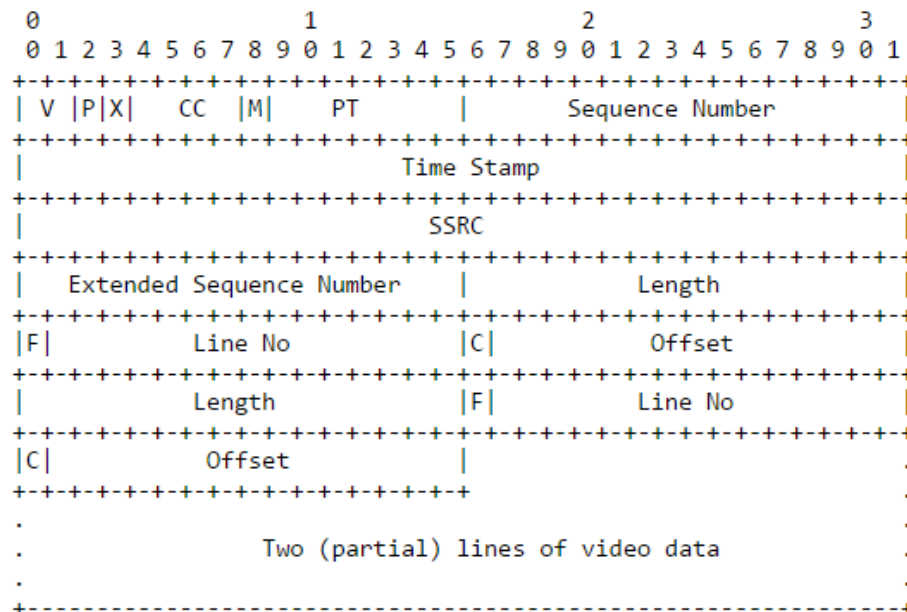 0                   1                   2                   3
0 1 2 3 4 5 6 7 8 9 0 1 2 3 4 5 6 7 8 9 0 1 2 3 4 5 6 7 8 9 0 1
+-+-+-+-+-+-+-+-+-+-+-+-+-+-+-+-+-+-+-+-+-+-+-+-+-+-+-+-+-+-+-+-+
| V |P|X|   CC  |M|    PT       |       Sequence Number         |
+-+-+-+-+-+-+-+-+-+-+-+-+-+-+-+-+-+-+-+-+-+-+-+-+-+-+-+-+-+-+-+-+
|                           Time Stamp                          |
+-+-+-+-+-+-+-+-+-+-+-+-+-+-+-+-+-+-+-+-+-+-+-+-+-+-+-+-+-+-+-+-+
|                             SSRC                              |
+-+-+-+-+-+-+-+-+-+-+-+-+-+-+-+-+-+-+-+-+-+-+-+-+-+-+-+-+-+-+-+-+
|   Extended Sequence Number    |            Length             |
+-+-+-+-+-+-+-+-+-+-+-+-+-+-+-+-+-+-+-+-+-+-+-+-+-+-+-+-+-+-+-+-+
|F|          Line No            |C|           Offset            |
+-+-+-+-+-+-+-+-+-+-+-+-+-+-+-+-+-+-+-+-+-+-+-+-+-+-+-+-+-+-+-+-+
|            Length             |F|          Line No            |
+-+-+-+-+-+-+-+-+-+-+-+-+-+-+-+-+-+-+-+-+-+-+-+-+-+-+-+-+-+-+-+-+
|C|           Offset            |                               .
+-+-+-+-+-+-+-+-+-+-+-+-+-+-+-+-+                               .
.                                                               .
.                 Two (partial) lines of video data             .
.                                                               .
+---------------------------------------------------------------+